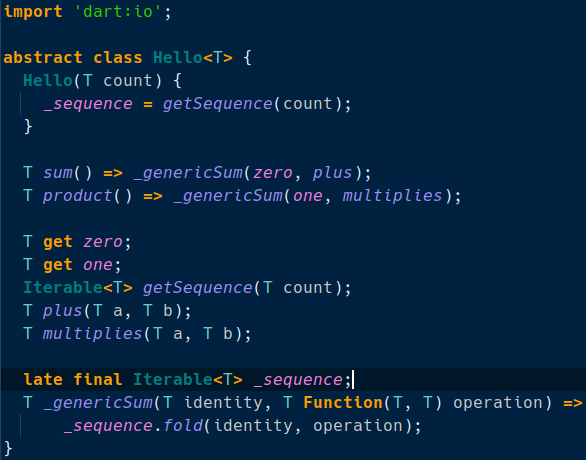 import 'dart:io';
abstract class Hello<T> {
Hello(T count) {
_sequence = getSequence(count);
}
T sum() => _genericSum(zero, plus);
T product() => _genericSum(one, multiplies);
T get zero;
T get one;
Iterable<T> getSequence(T count);
T plus(T a, T b);
T multiplies(T a, T b);
late final Iterable<T> _sequence;
T _genericSum(T identity, T Function(T, T) operation) =>
_sequence.fold(identity, operation);
}